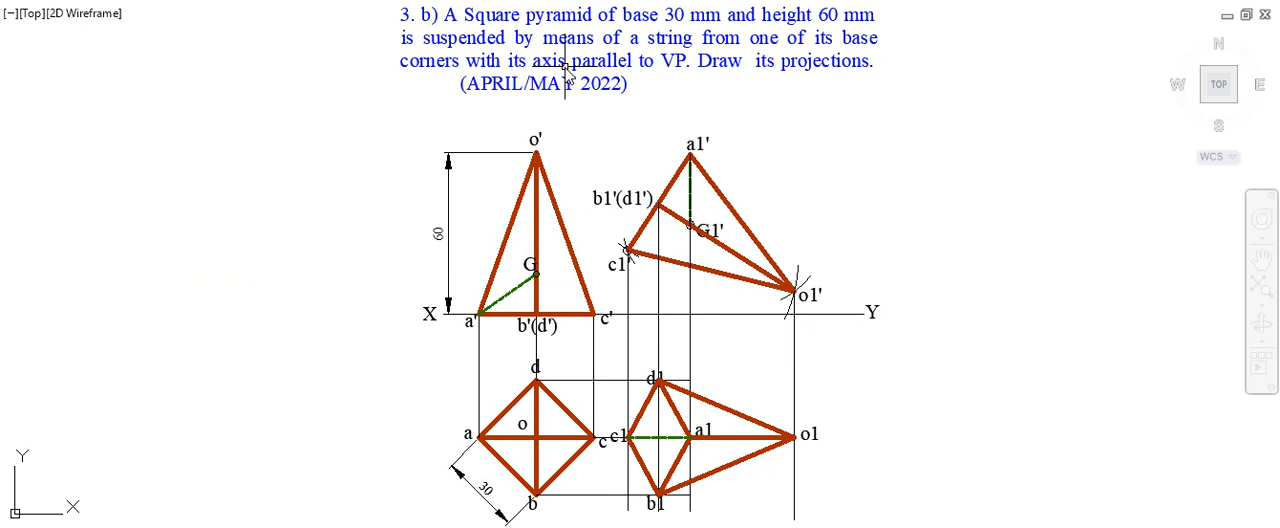 [−][Top][2D Wireframe]
3. b) A Square pyramid of base 30 mm and height 60 mm
is suspended by means of a string from one of its base
corners with its axis parallel to VP. Draw its projections.
(APRIL/MAY 2022)
N
W TOP E
S
WCS
o'
a1'
b1'(d1')
60
G1'
G
c1'
o1'
X
a'
b'(d')
c'
Y
d
d1
a
o
c
c1
a1
o1
30
b
b1
Y
X